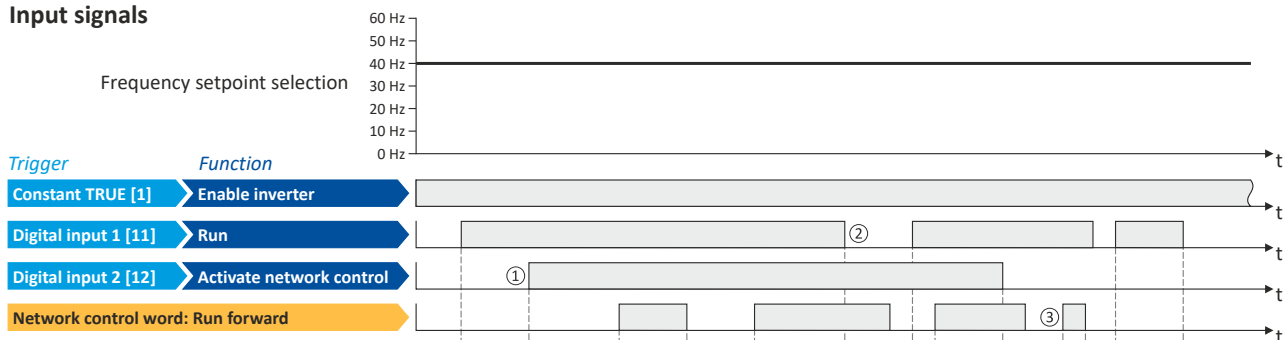 Input signals
60 Hz
50 Hz
Frequency setpoint selection
40 Hz
30 Hz
20 Hz
10 Hz
0 Hz
t
Trigger Function
Constant TRUE [1] Enable inverter
t
Digital input 1 [11] Run ②
t
Digital input 2 [12] Activate network control ①
t
Network control word: Run forward ③
t